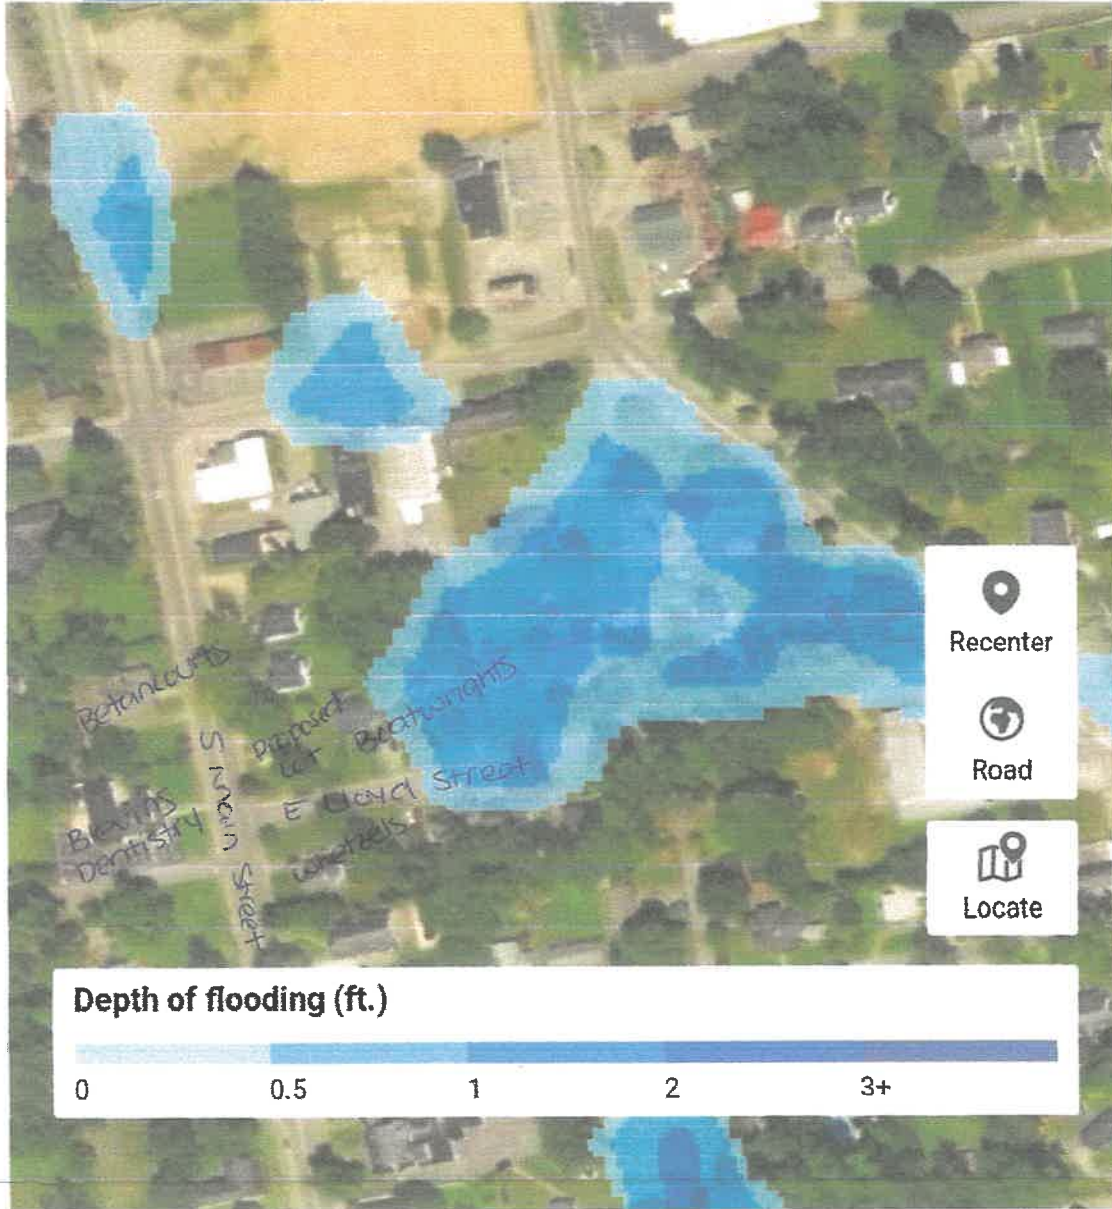 Recenter
Betancourts
Proposed
Lot
Boatwrights
Road
S Main Street
E Lloyd Street
Blevins
Dentistry
Whetzels
Locate
Depth of flooding (ft.)
0 0.5 1 2 3+